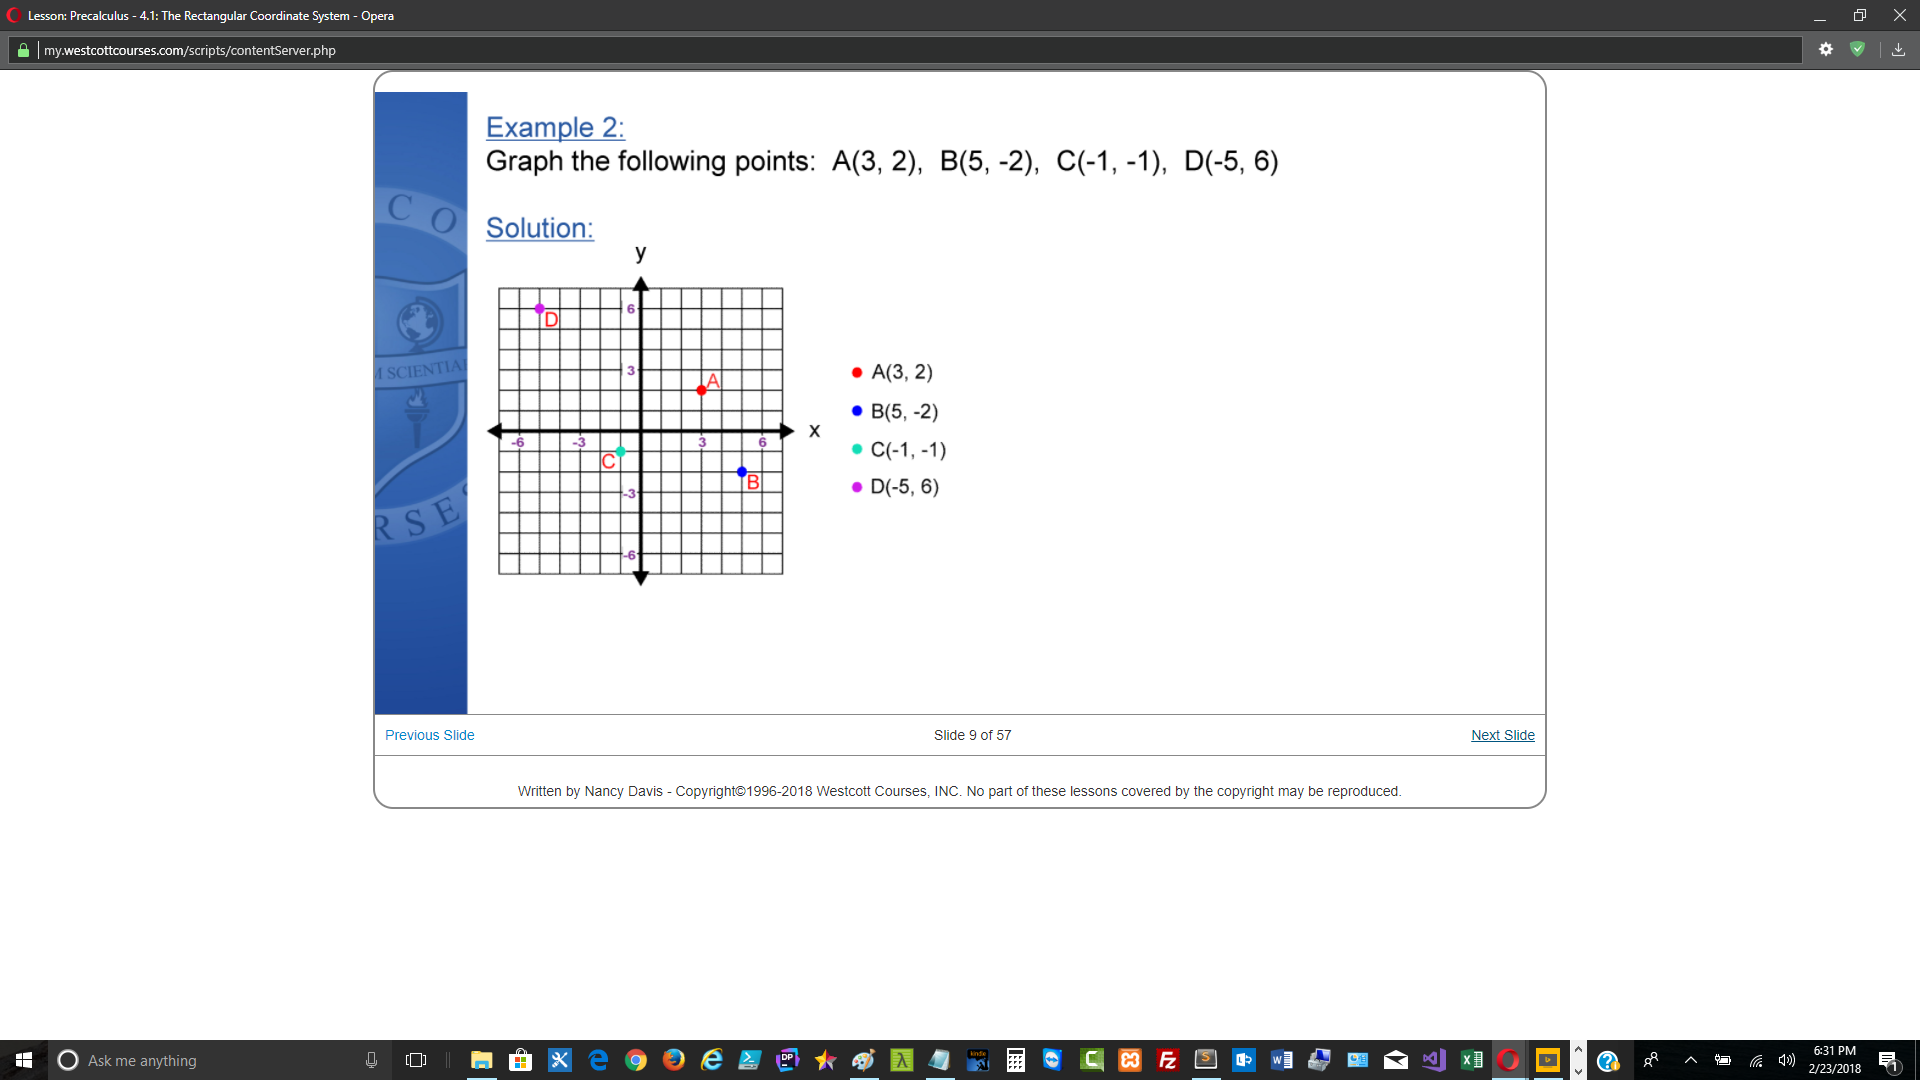 Lesson: Precalculus - 4.1: The Rectangular Coordinate System - Opera
my.westcottcourses.com/scripts/contentServer.php
Example 2:
Graph the following points: A(3, 2), B(5, -2), C(-1, -1), D(-5, 6)
C O
Solution:
y
6
D
3
A
A(3, 2)
M SCIENTIA
B(5, -2)
x
-6 -3 3 6
C(-1, -1)
C
B
D(-5, 6)
-3
R S E
-6
Previous Slide
Slide 9 of 57
Next Slide
Written by Nancy Davis - Copyright©1996-2018 Westcott Courses, INC. No part of these lessons covered by the copyright may be reproduced.
Ask me anything
6:31 PM
2/23/2018